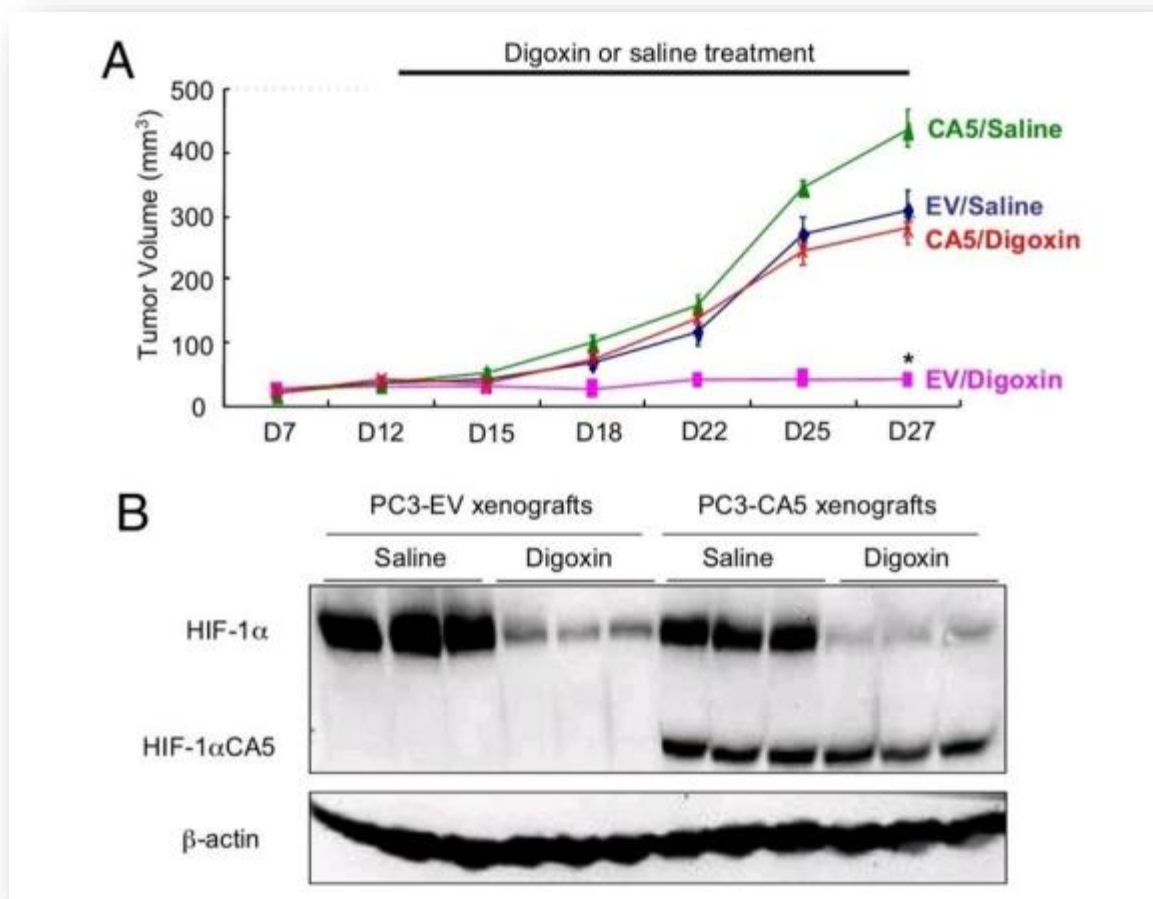 A
Digoxin or saline treatment
Tumor Volume (mm³)
500
400
300
200
100
0
CA5/Saline
EV/Saline
CA5/Digoxin
*
EV/Digoxin
D7 D12 D15 D18 D22 D25 D27
B
PC3-EV xenografts PC3-CA5 xenografts
Saline Digoxin Saline Digoxin
HIF-1α
HIF-1αCA5
β-actin